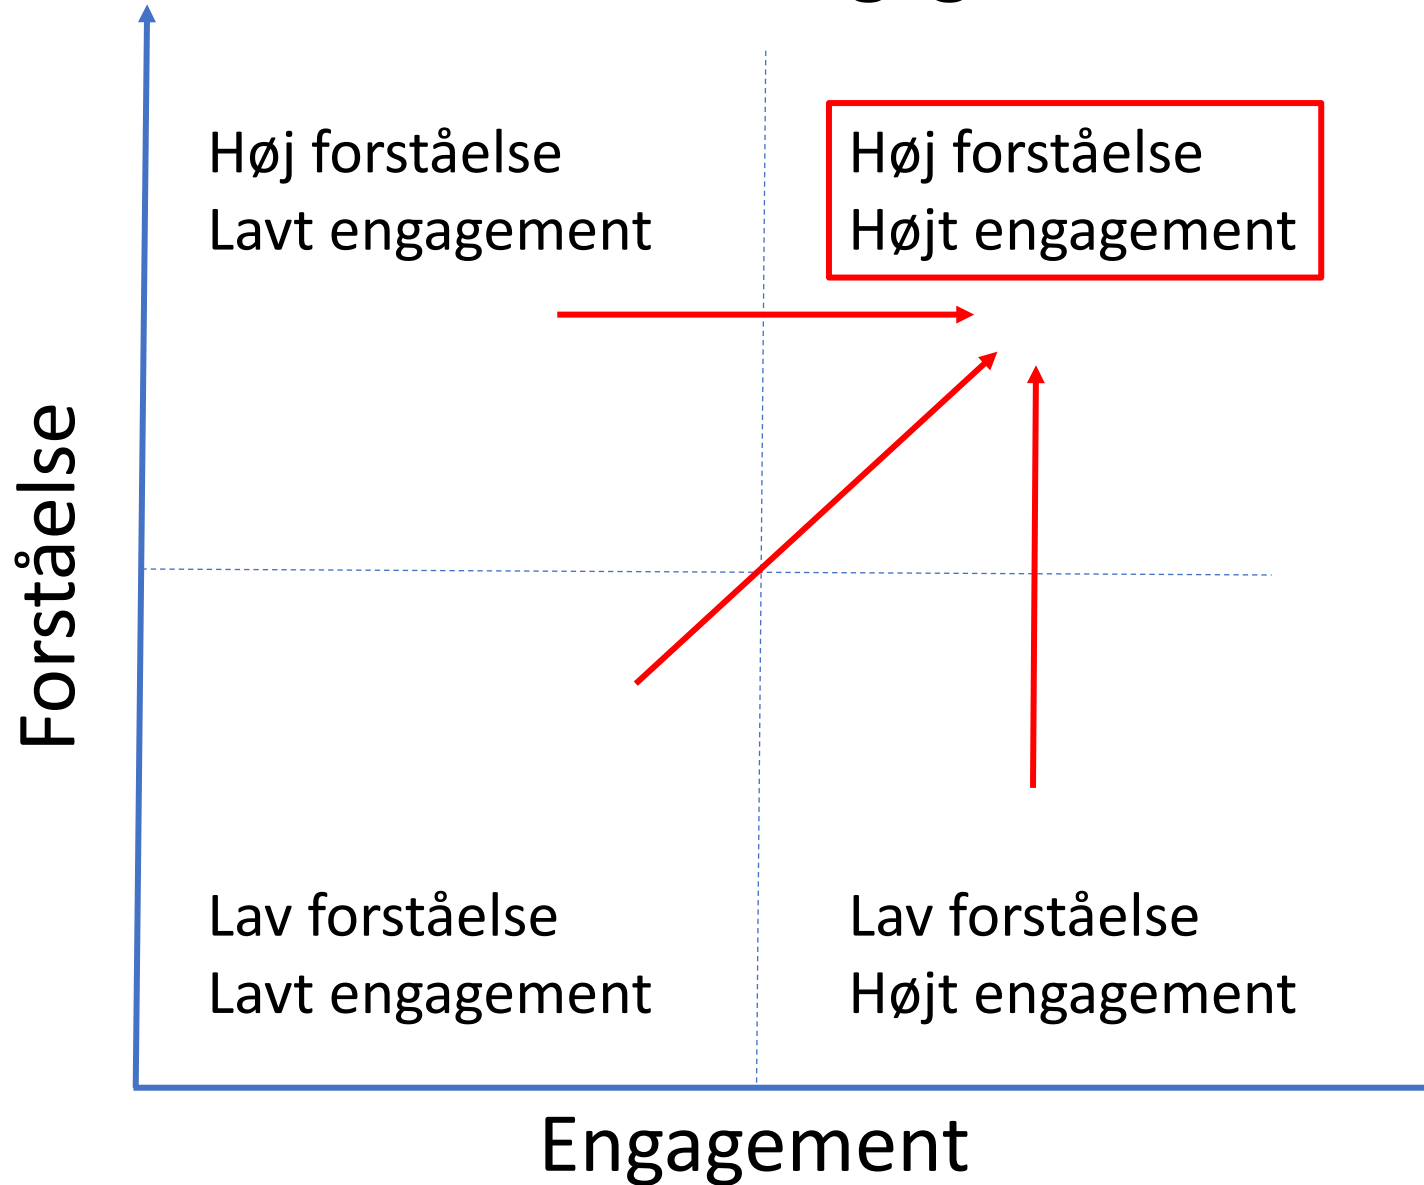 Høj forståelse
Lavt engagement
Høj forståelse
Højt engagement
Forståelse
Lav forståelse
Lavt engagement
Lav forståelse
Højt engagement
Engagement